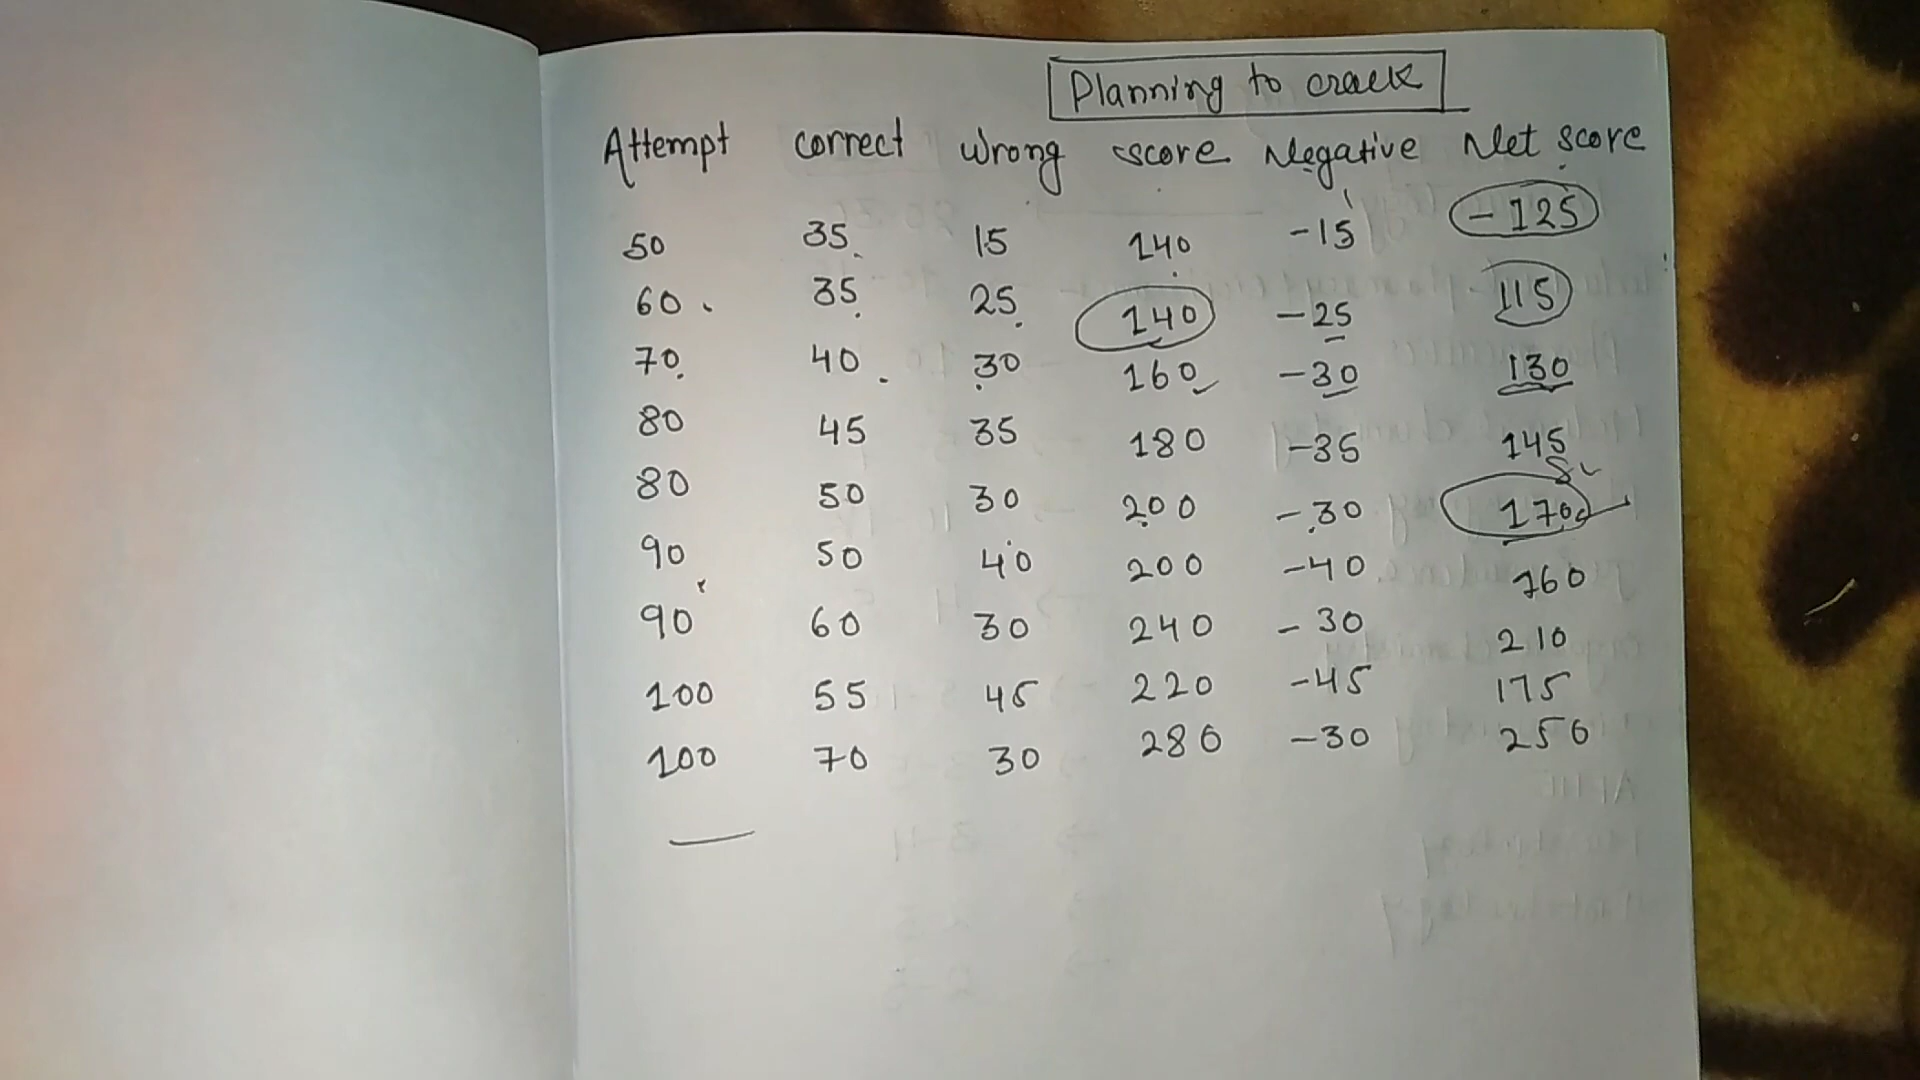 Planning to crack
Attempt correct wrong score Negative Net score
50 35 15 140 -15 -125
60 35 25 140 -25 115
70 40 30 160 -30 130
80 45 35 180 -35 145
80 50 30 200 -30 170
90 50 40 200 -40 160
90 60 30 240 -30 210
100 55 45 220 -45 175
100 70 30 280 -30 250